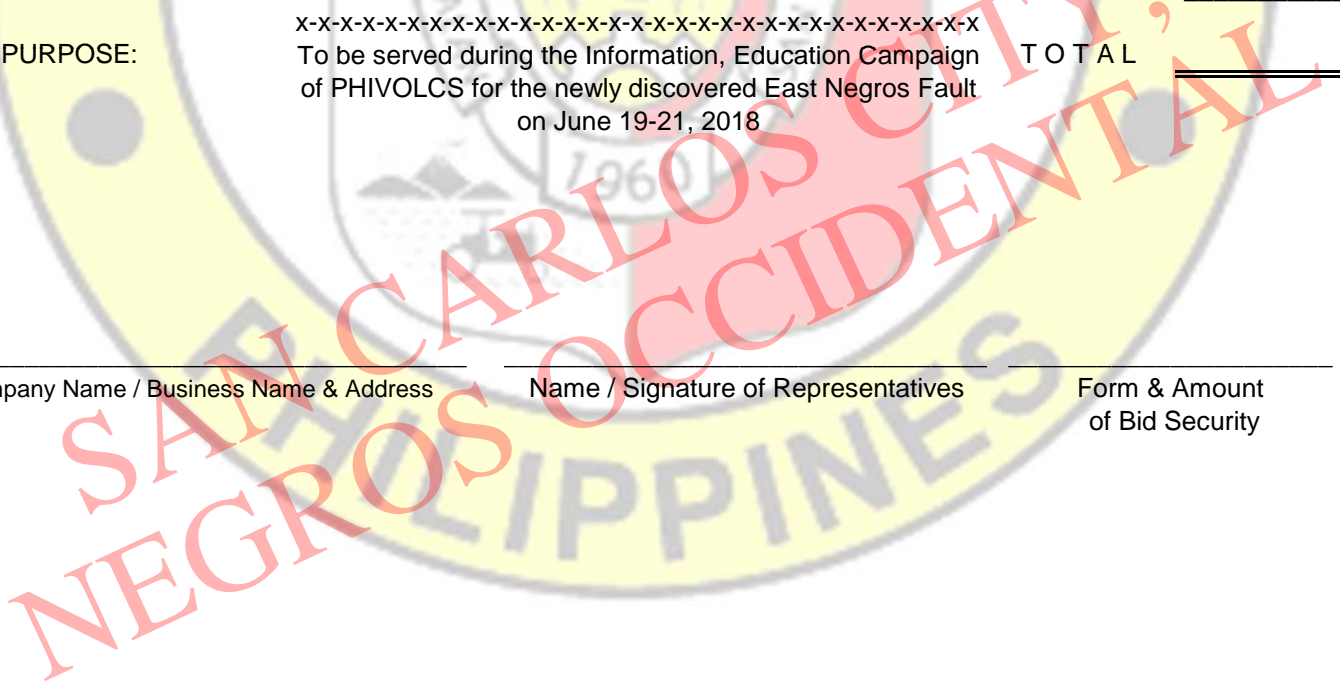 x-x-x-x-x-x-x-x-x-x-x-x-x-x-x-x-x-x-x-x-x-x-x-x-x-x-x-x-x-x-x
PURPOSE: To be served during the Information, Education Campaign T O T A L
of PHIVOLCS for the newly discovered East Negros Fault
on June 19-21, 2018
1960
mpany Name / Business Name & Address Name / Signature of Representatives Form & Amount
of Bid Security
PHILIPPINES
SAN CARLOS CITY,
NEGROS OCCIDENTAL